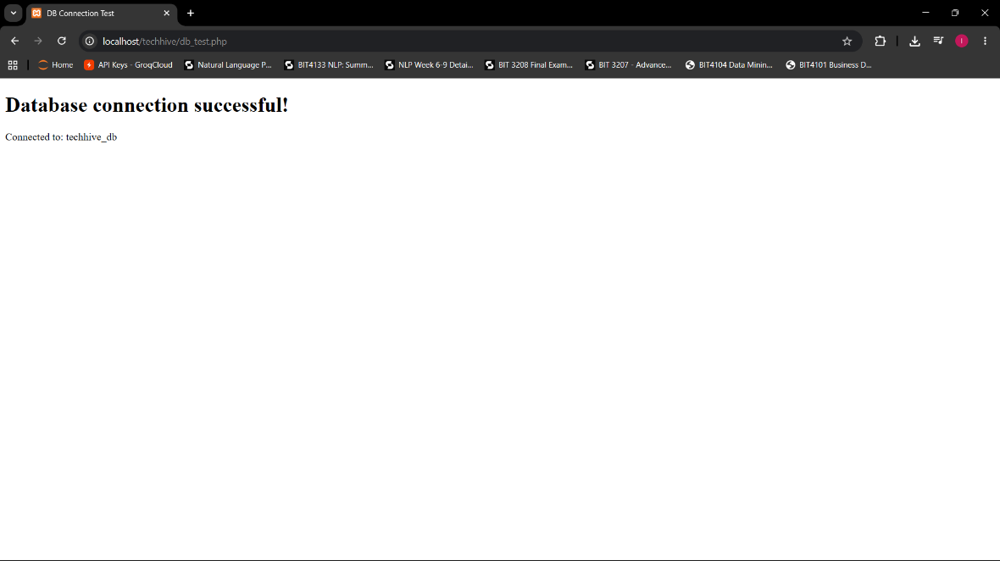 DB Connection Test
localhost/techhive/db_test.php
Home
API Keys - GroqCloud
Natural Language P...
BIT4133 NLP: Summ...
NLP Week 6-9 Detai...
BIT 3208 Final Exam...
BIT 3207 - Advance...
BIT4104 Data Minin...
BIT4101 Business D...
Database connection successful!
Connected to: techhive_db